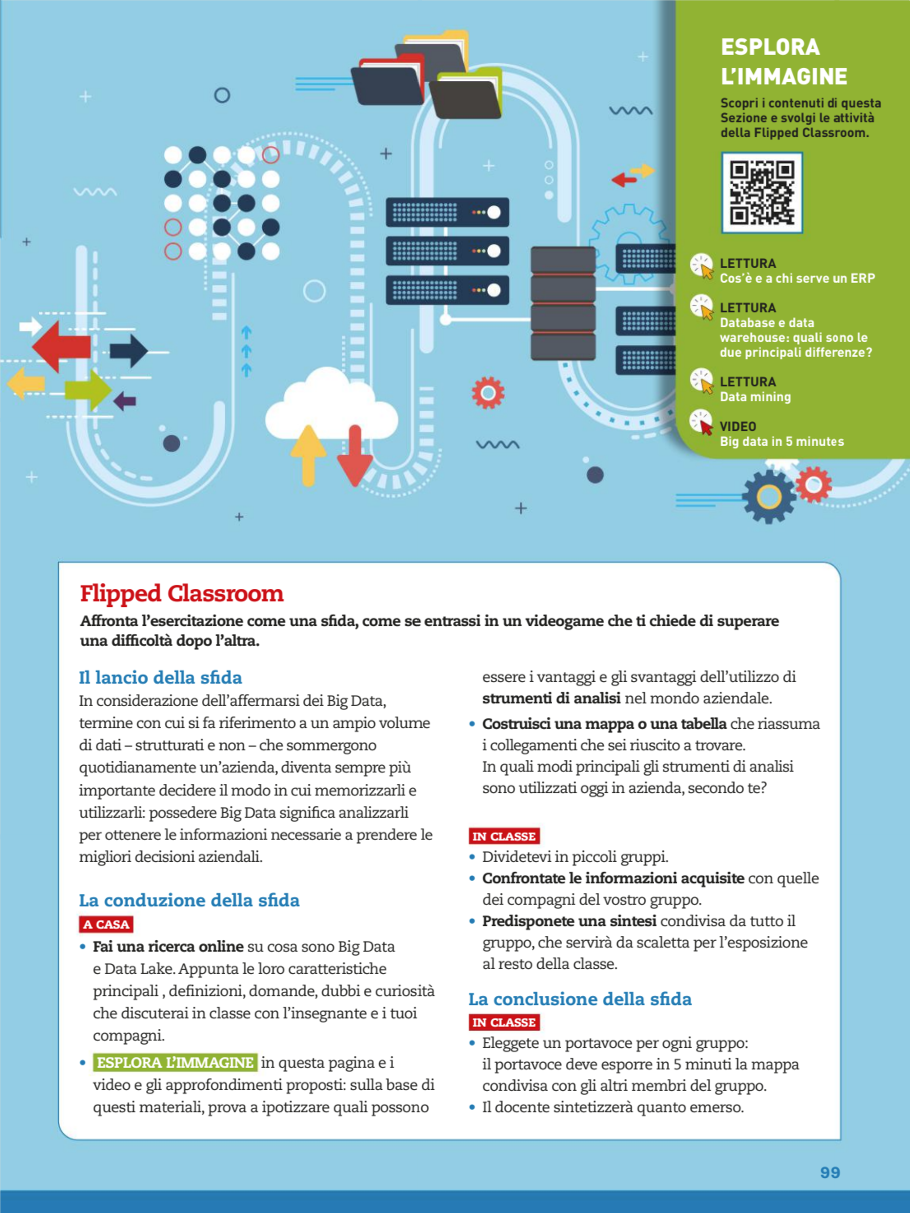 ESPLORA
L'IMMAGINE
Scopri i contenuti di questa
Sezione e svolgi le attività
della Flipped Classroom.
LETTURA
Cos'è e a chi serve un ERP
LETTURA
Database e data
warehouse: quali sono le
due principali differenze?
LETTURA
Data mining
VIDEO
Big data in 5 minutes
Flipped Classroom
Affronta l'esercitazione come una sfida, come se entrassi in un videogame che ti chiede di superare
una difficoltà dopo l'altra.
Il lancio della sfida
In considerazione dell'affermarsi dei Big Data,
termine con cui si fa riferimento a un ampio volume
di dati – strutturati e non – che sommergono
quotidianamente un'azienda, diventa sempre più
importante decidere il modo in cui memorizzarli e
utilizzarli: possedere Big Data significa analizzarli
per ottenere le informazioni necessarie a prendere le
migliori decisioni aziendali.
La conduzione della sfida
A CASA
• Fai una ricerca online su cosa sono Big Data
e Data Lake. Appunta le loro caratteristiche
principali , definizioni, domande, dubbi e curiosità
che discuterai in classe con l'insegnante e i tuoi
compagni.
• ESPLORA L'IMMAGINE in questa pagina e i
video e gli approfondimenti proposti: sulla base di
questi materiali, prova a ipotizzare quali possono
essere i vantaggi e gli svantaggi dell'utilizzo di
strumenti di analisi nel mondo aziendale.
• Costruisci una mappa o una tabella che riassuma
i collegamenti che sei riuscito a trovare.
In quali modi principali gli strumenti di analisi
sono utilizzati oggi in azienda, secondo te?
IN CLASSE
• Dividetevi in piccoli gruppi.
• Confrontate le informazioni acquisite con quelle
dei compagni del vostro gruppo.
• Predisponete una sintesi condivisa da tutto il
gruppo, che servirà da scaletta per l'esposizione
al resto della classe.
La conclusione della sfida
IN CLASSE
• Eleggete un portavoce per ogni gruppo:
il portavoce deve esporre in 5 minuti la mappa
condivisa con gli altri membri del gruppo.
• Il docente sintetizzerà quanto emerso.
99